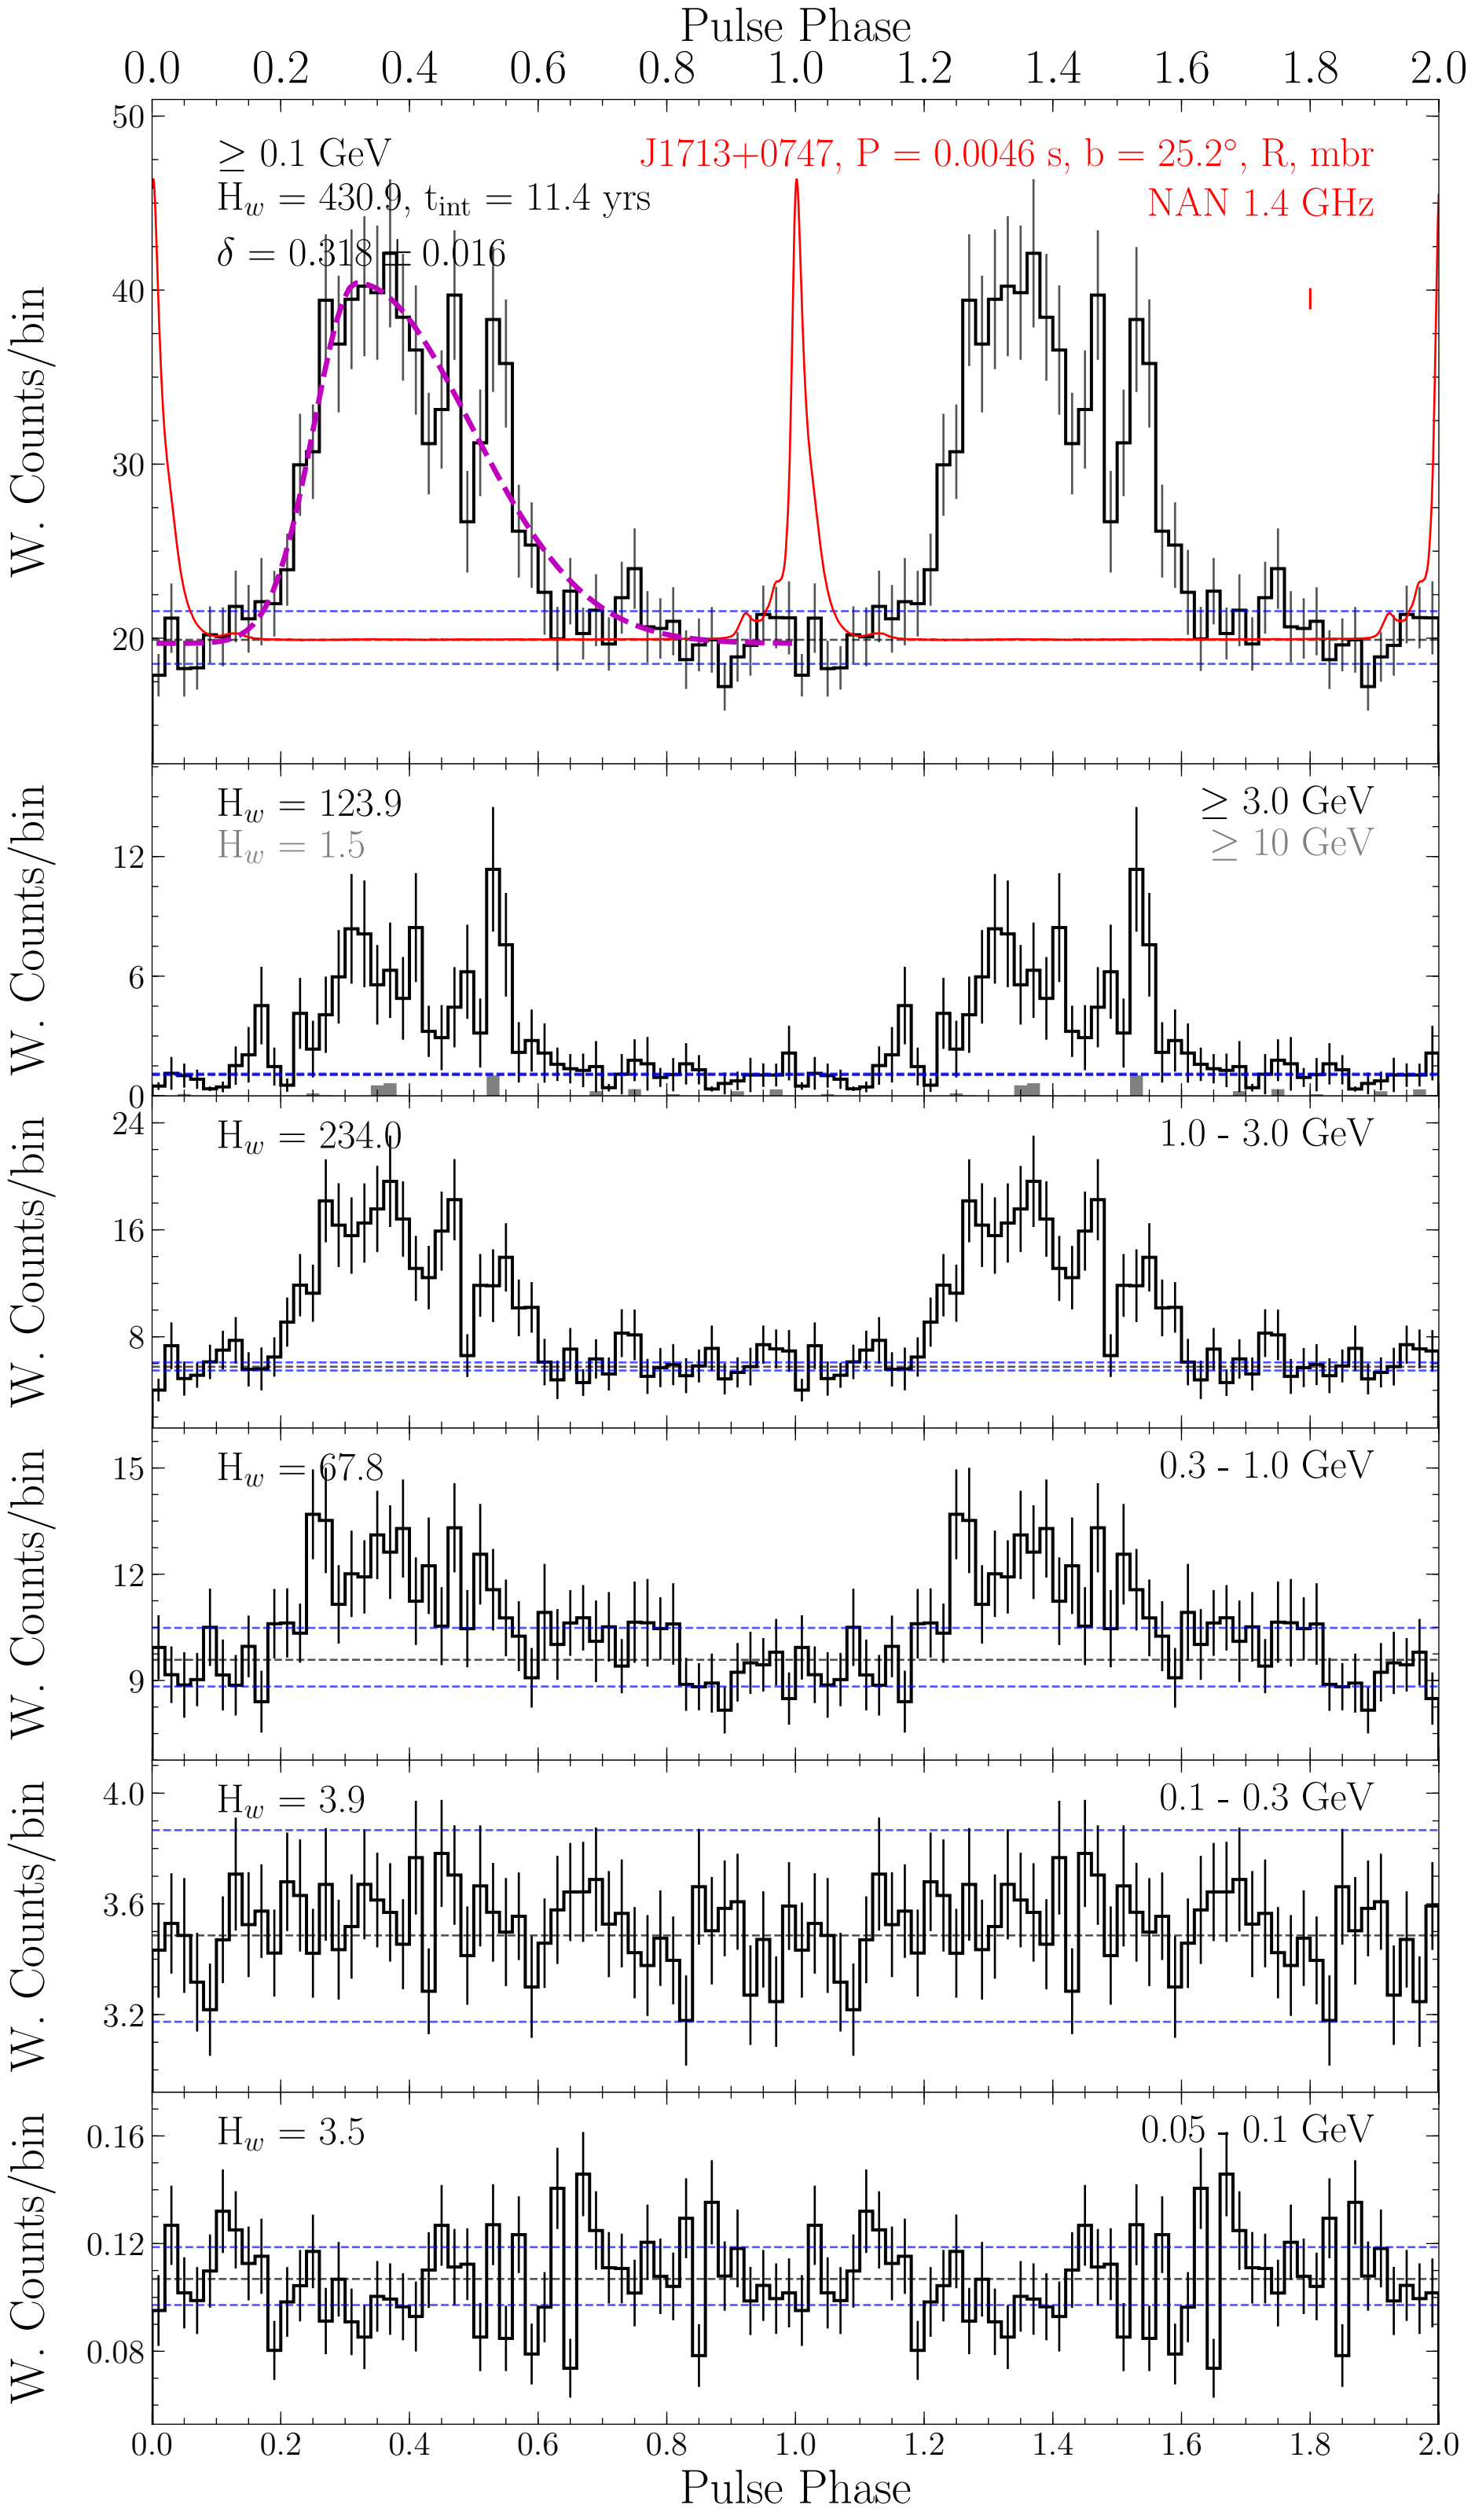 Pulse Phase
0.0 0.2 0.4 0.6 0.8 1.0 1.2 1.4 1.6 1.8 2.0
W. Counts/bin
50
40
30
20
≥ 0.1 GeV
H_w = 430.9, t_int = 11.4 yrs
δ = 0.318 ± 0.016
J1713+0747, P = 0.0046 s, b = 25.2°, R, mbr
NAN 1.4 GHz
W. Counts/bin
12
6
0
H_w = 123.9
H_w = 1.5
≥ 3.0 GeV
≥ 10 GeV
W. Counts/bin
24
16
8
H_w = 234.0
1.0 - 3.0 GeV
W. Counts/bin
15
12
9
H_w = 67.8
0.3 - 1.0 GeV
W. Counts/bin
4.0
3.6
3.2
H_w = 3.9
0.1 - 0.3 GeV
W. Counts/bin
0.16
0.12
0.08
H_w = 3.5
0.05 - 0.1 GeV
0.0 0.2 0.4 0.6 0.8 1.0 1.2 1.4 1.6 1.8 2.0
Pulse Phase